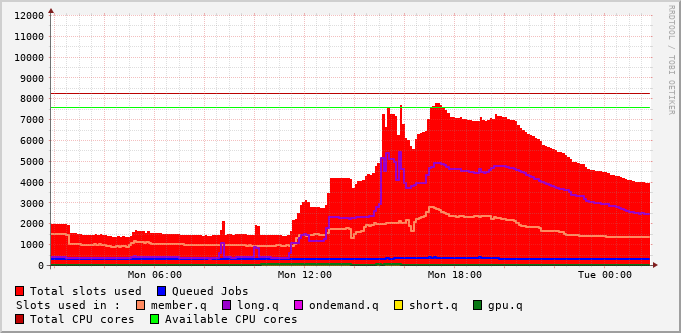 12000
11000
10000
9000
8000
7000
6000
5000
4000
3000
2000
1000
0
Mon 06:00 Mon 12:00 Mon 18:00 Tue 00:00
RRDTOOL / TOBI OETIKER
Total slots used Queued Jobs
Slots used in : member.q long.q ondemand.q short.q gpu.q
Total CPU cores Available CPU cores